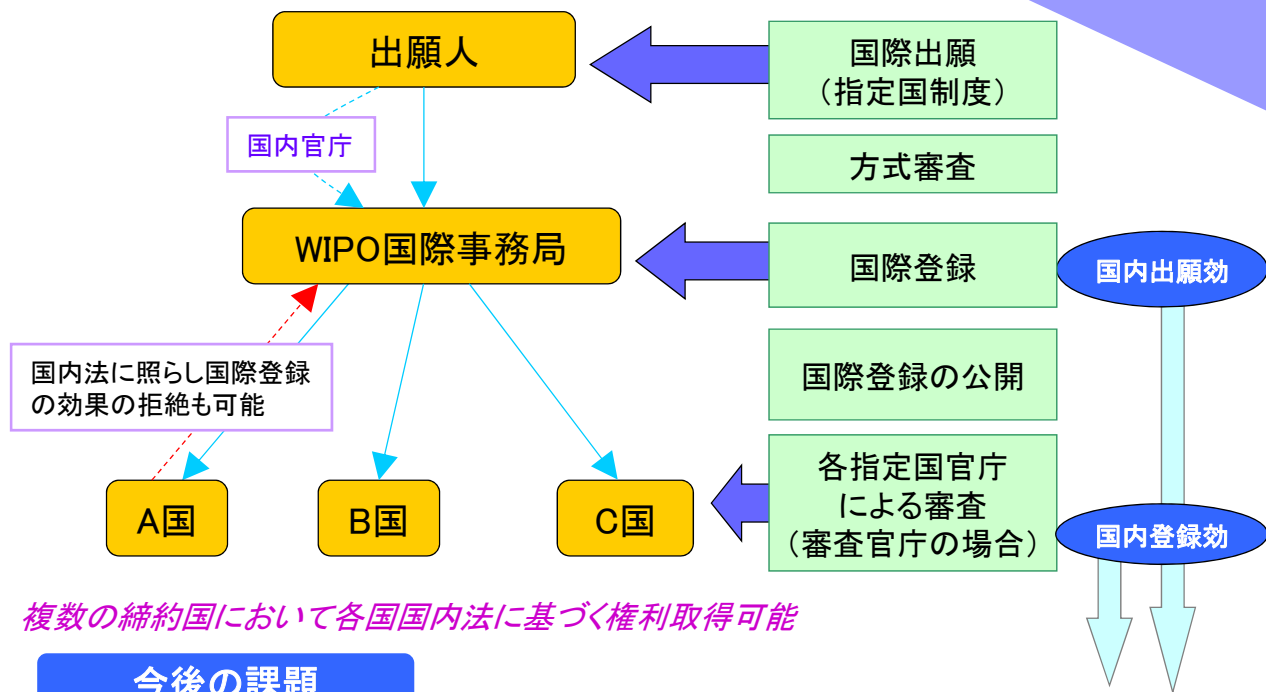 出願人
国内官庁
WIPO国際事務局
国内法に照らし国際登録
の効果の拒絶も可能
A国
B国
C国
国際出願
（指定国制度）
方式審査
国際登録
国際登録の公開
各指定国官庁
による審査
（審査官庁の場合）
国内出願効
国内登録効
複数の締約国において各国国内法に基づく権利取得可能
今後の課題